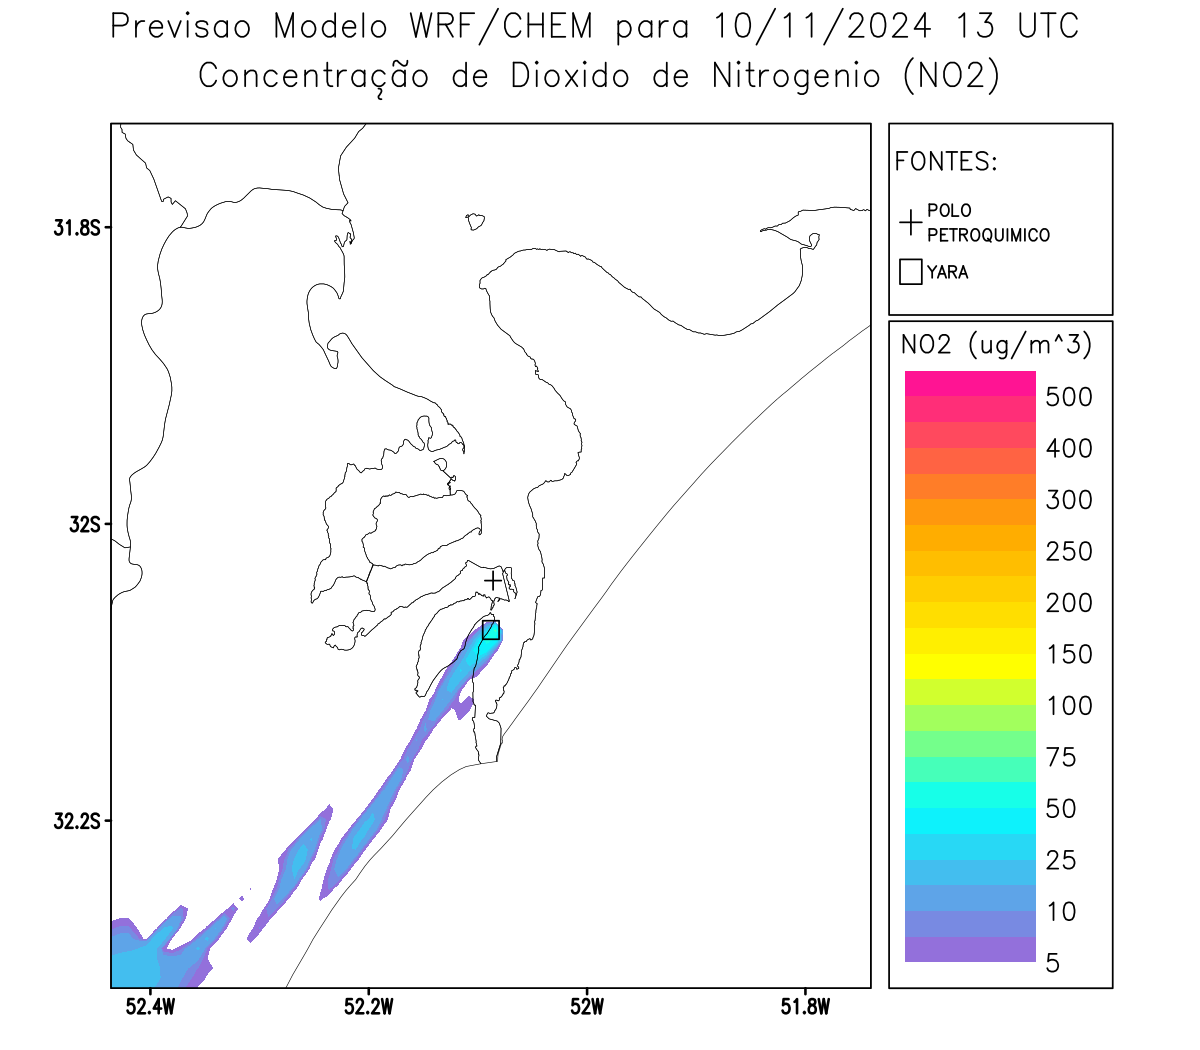 Previsao Modelo WRF/CHEM para 10/11/2024 13 UTC
Concentração de Dioxido de Nitrogenio (NO2)
FONTES:
POLO
PETROQUIMICO
YARA
NO2 (ug/m^3)
500
400
300
250
200
150
100
75
50
25
10
5
31.8S
32S
32.2S
52.4W
52.2W
52W
51.8W